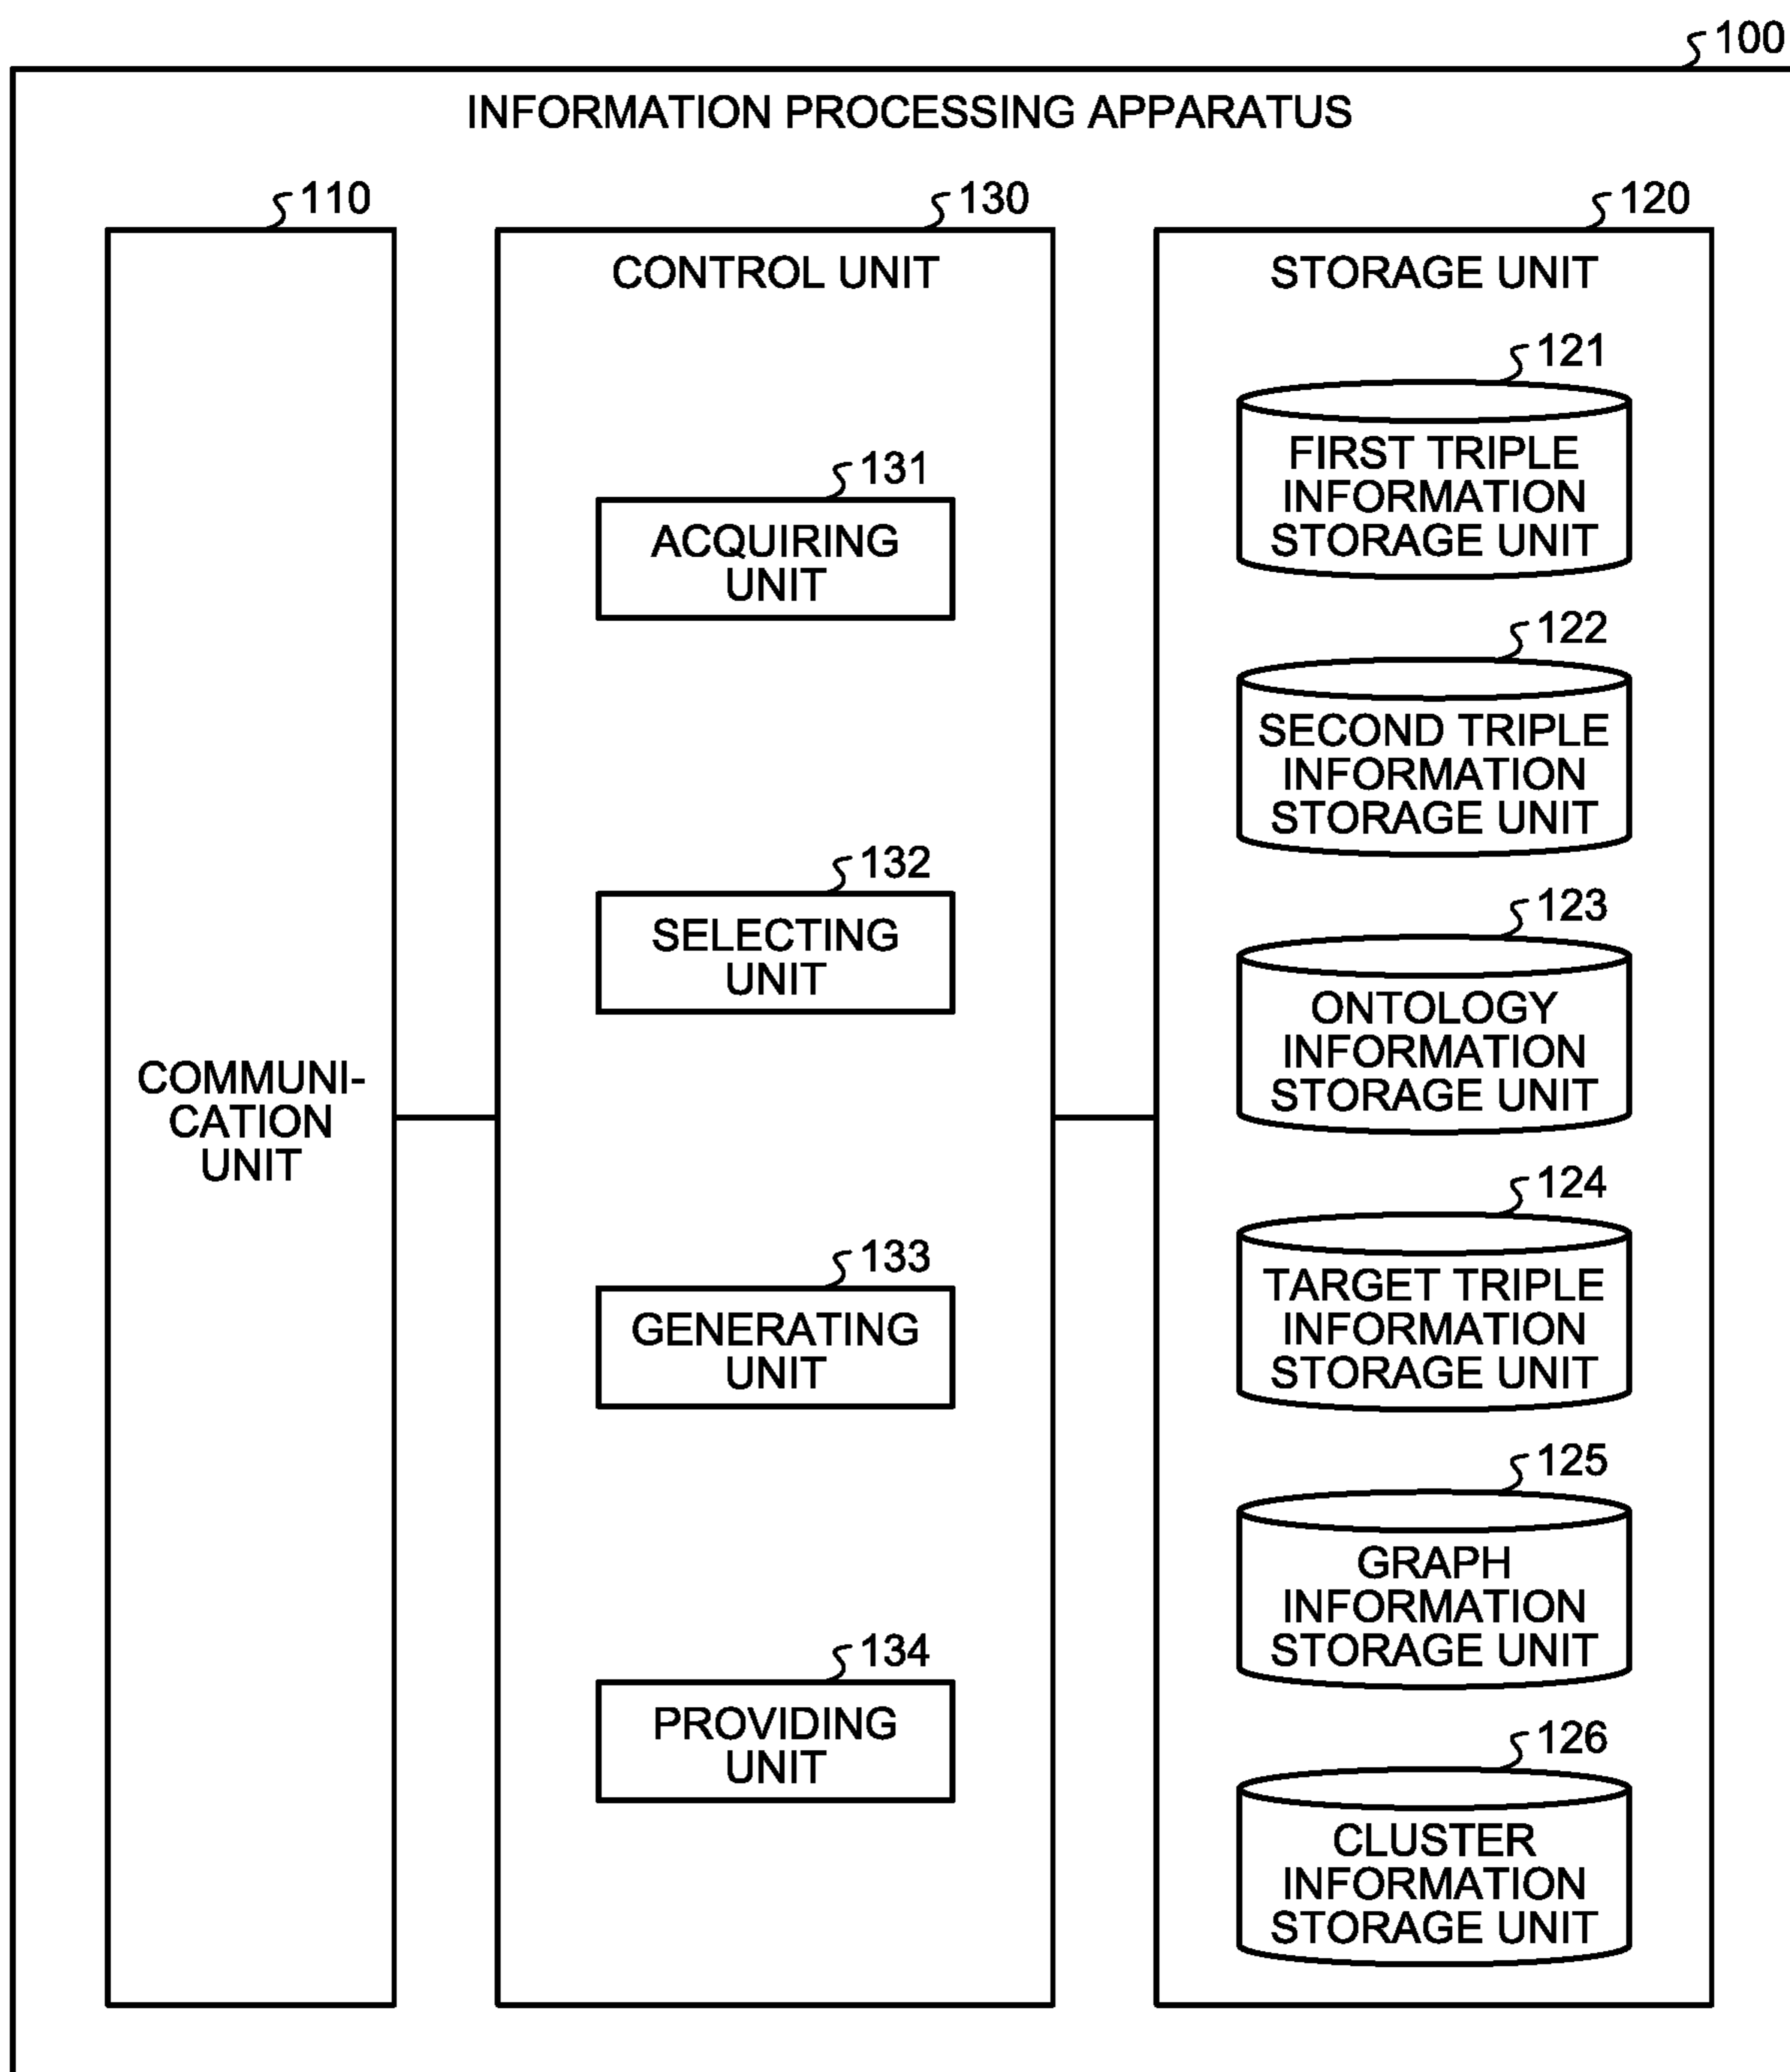 100
INFORMATION PROCESSING APPARATUS
110
COMMUNI-
CATION
UNIT
130
CONTROL UNIT
131
ACQUIRING
UNIT
132
SELECTING
UNIT
133
GENERATING
UNIT
134
PROVIDING
UNIT
120
STORAGE UNIT
121
FIRST TRIPLE
INFORMATION
STORAGE UNIT
122
SECOND TRIPLE
INFORMATION
STORAGE UNIT
123
ONTOLOGY
INFORMATION
STORAGE UNIT
124
TARGET TRIPLE
INFORMATION
STORAGE UNIT
125
GRAPH
INFORMATION
STORAGE UNIT
126
CLUSTER
INFORMATION
STORAGE UNIT